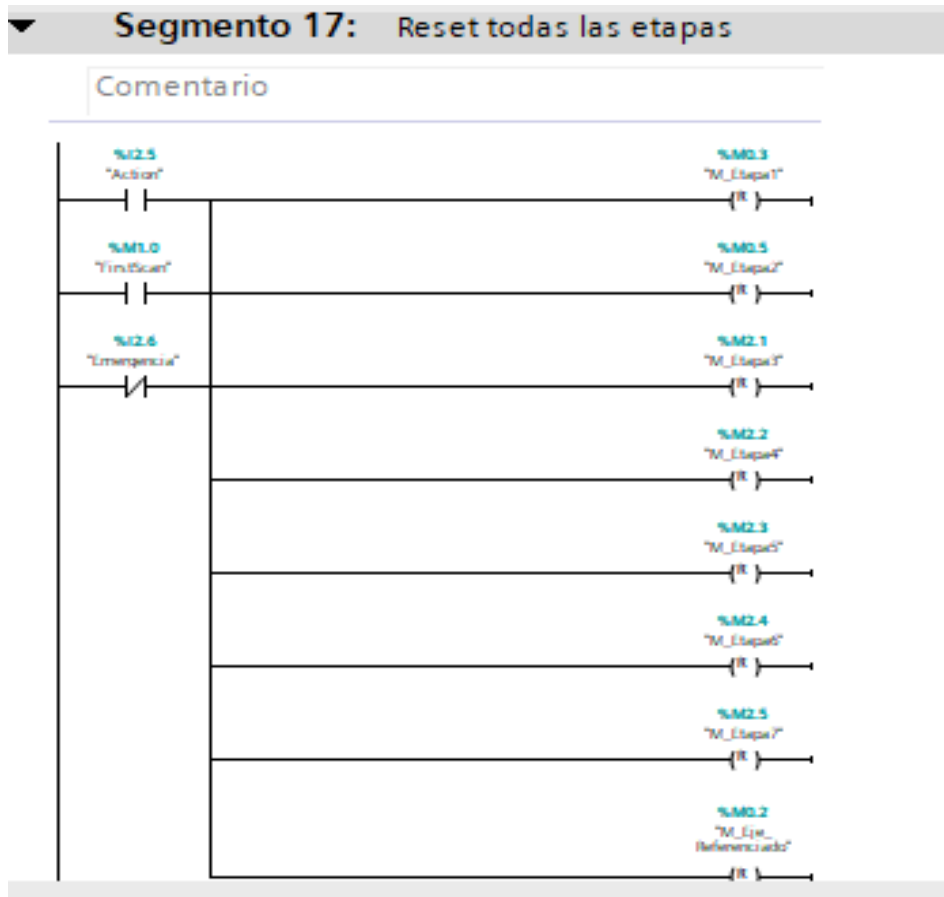 Segmento 17: Reset todas las etapas
Comentario
%I2.5
"Action"
%M0.3
"M_Etapa1"
R
%M1.0
"FirstScan"
%M0.5
"M_Etapa2"
R
%I2.6
"Emergencia"
%M2.1
"M_Etapa3"
R
%M2.2
"M_Etapa4"
R
%M2.3
"M_Etapa5"
R
%M2.4
"M_Etapa6"
R
%M2.5
"M_Etapa7"
R
%M0.2
"M_Eje_
Referenciado"
R